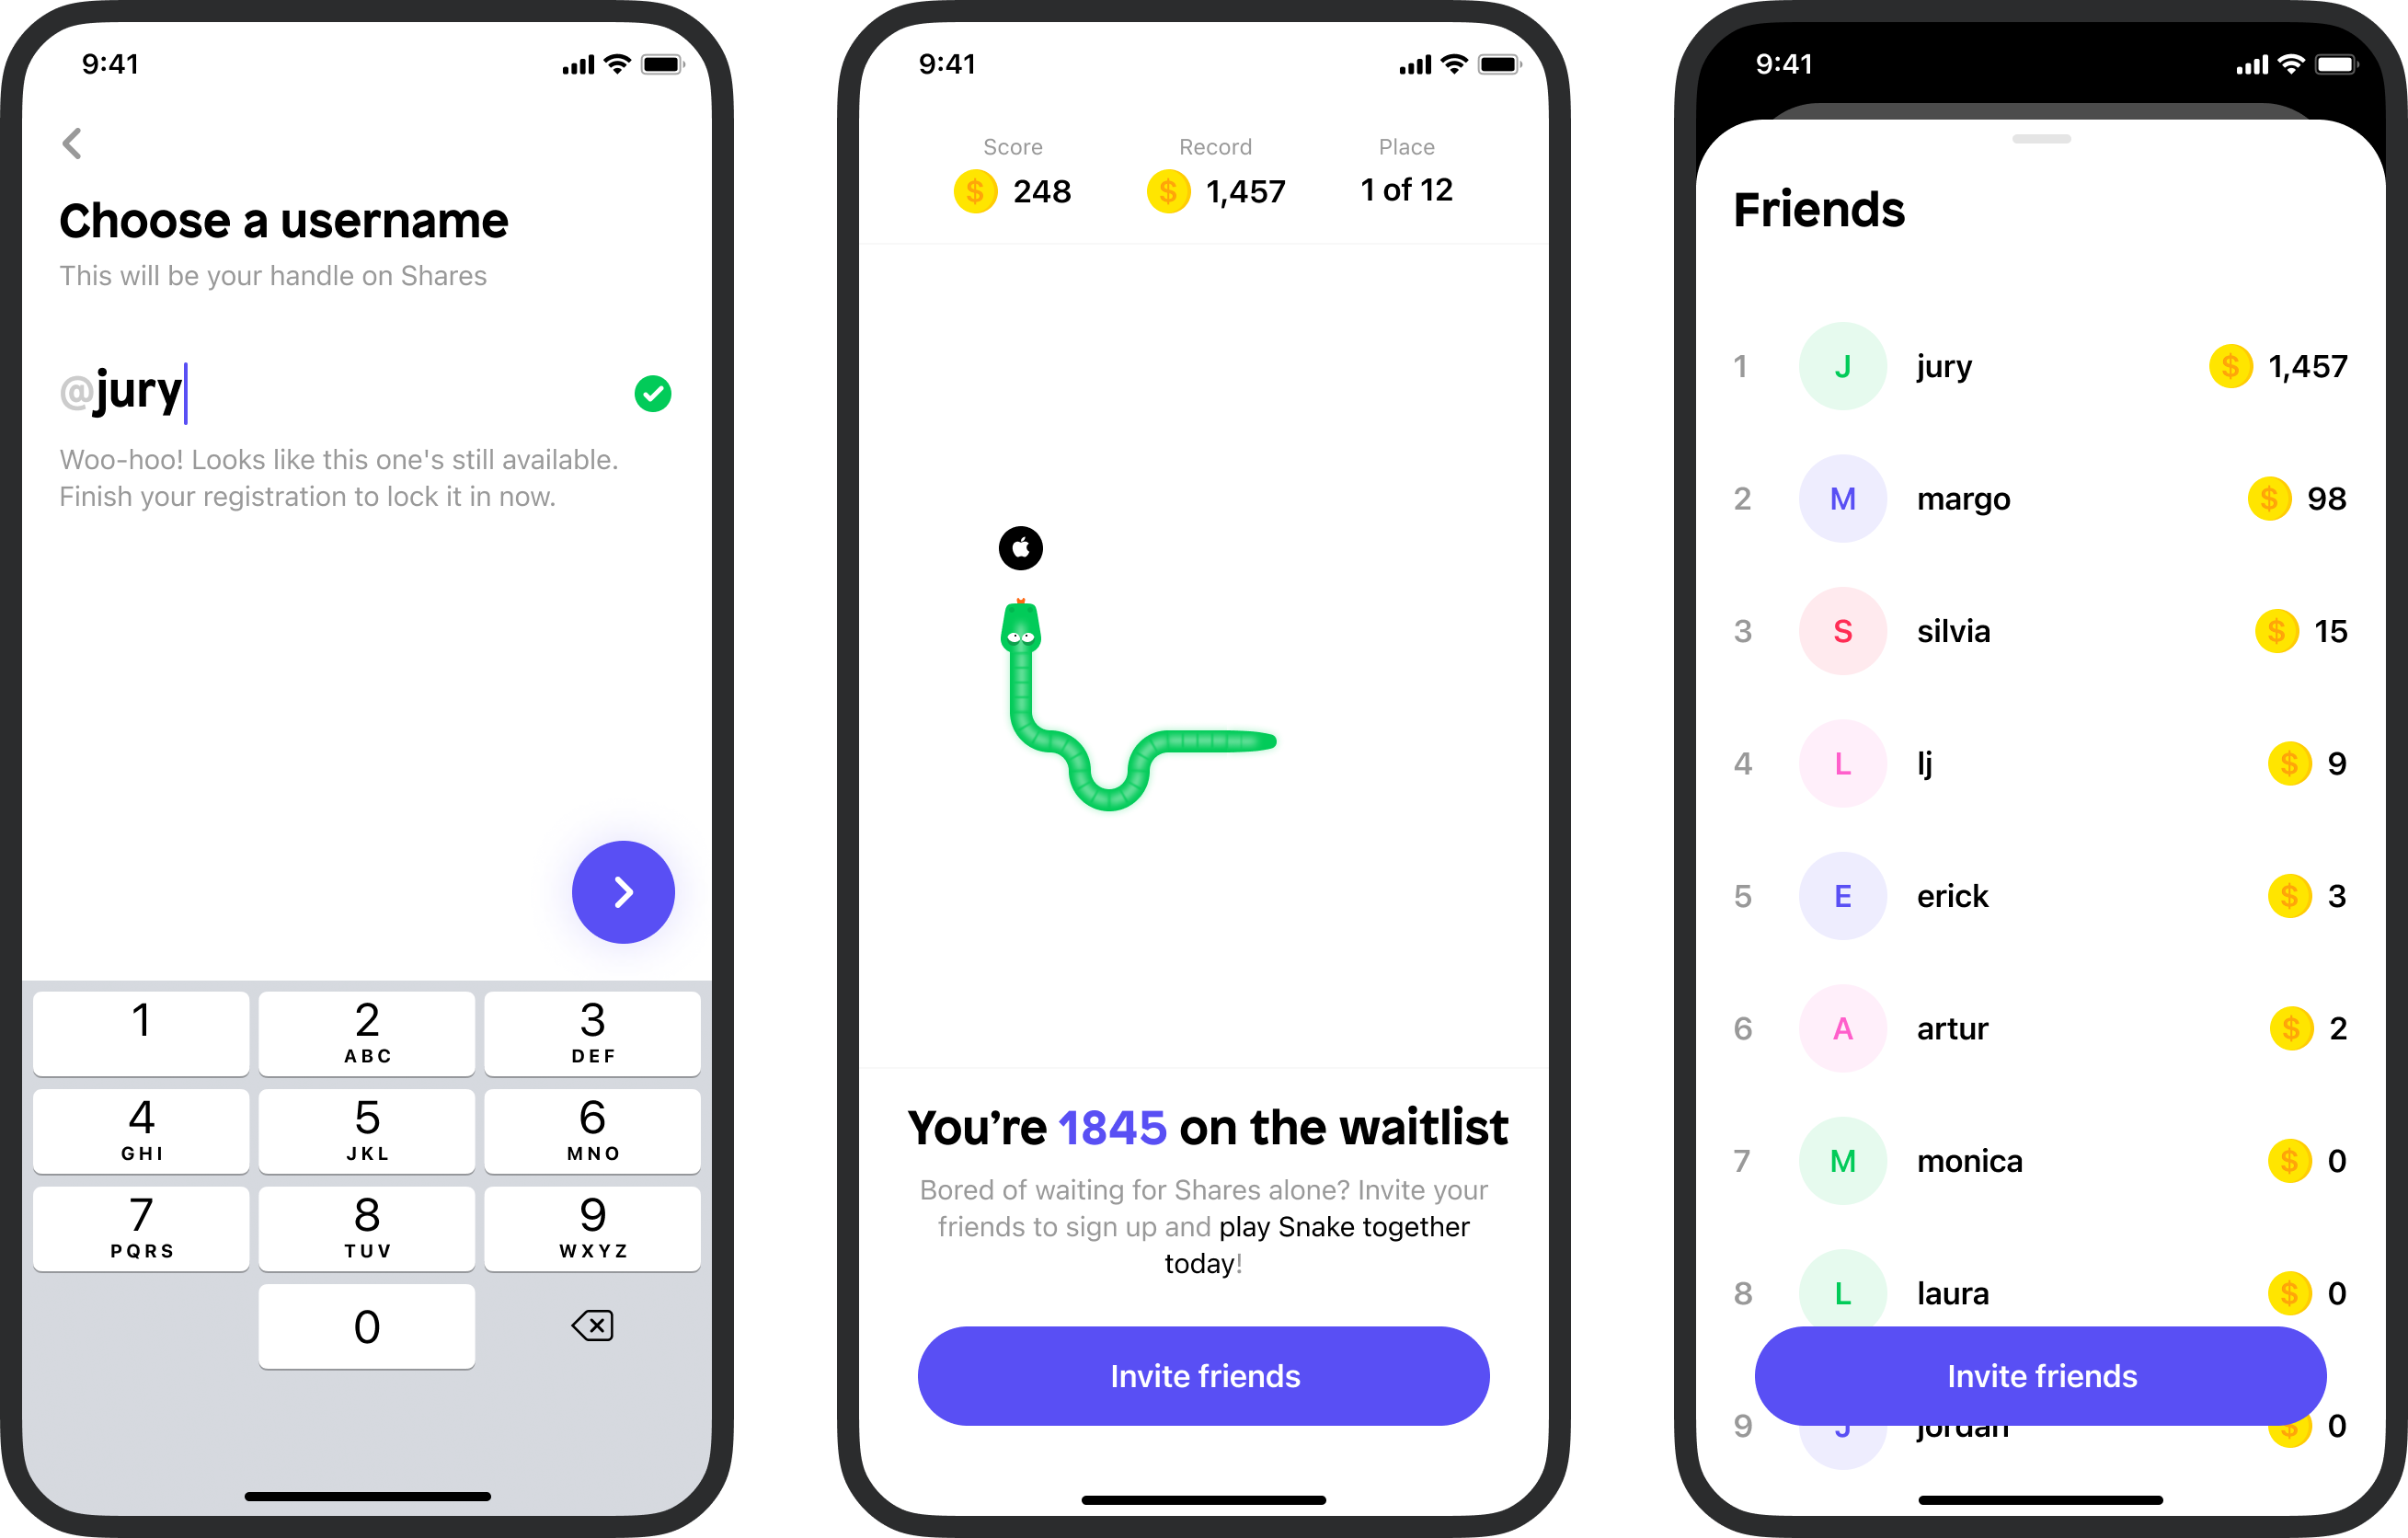 9:41
Choose a username
This will be your handle on Shares
@jury
Woo-hoo! Looks like this one's still available.
Finish your registration to lock it in now.
1
2
ABC
3
DEF
4
GHI
5
JKL
6
MNO
7
PQRS
8
TUV
9
WXYZ
0
9:41
Score
$ 248
Record
$ 1,457
Place
1 of 12
You’re 1845 on the waitlist
Bored of waiting for Shares alone? Invite your
friends to sign up and play Snake together
today!
Invite friends
9:41
Friends
1 J jury $ 1,457
2 M margo $ 98
3 S silvia $ 15
4 L lj $ 9
5 E erick $ 3
6 A artur $ 2
7 M monica $ 0
8 L laura $ 0
Invite friends
9 J jordan $ 0